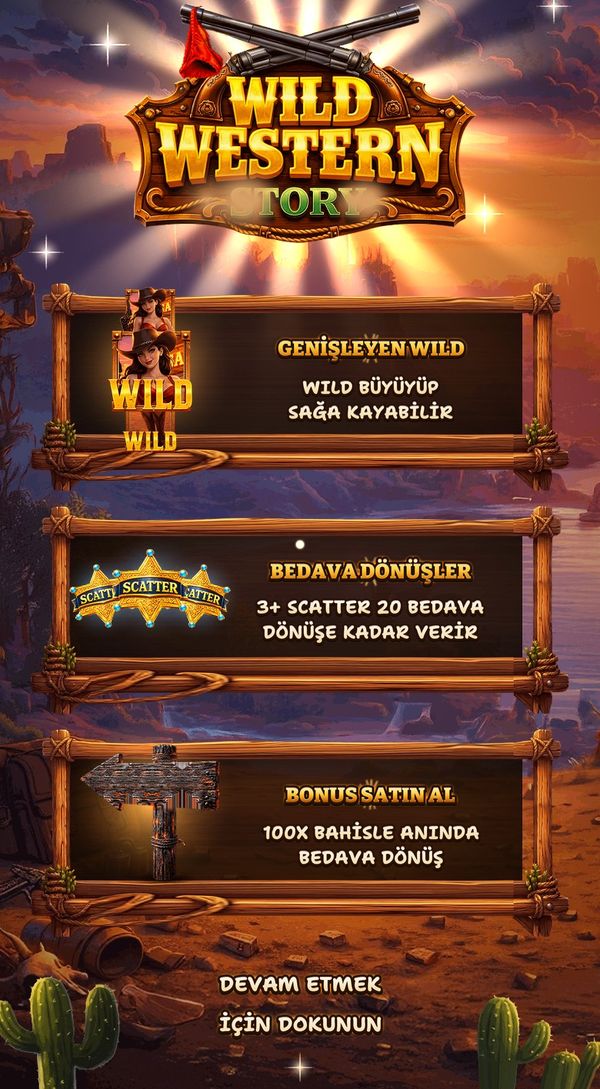 WILD
WESTERN
STORY
GENİŞLEYEN WILD
WILD BÜYÜYÜP
SAĞA KAYABİLİR
WILD
WILD
BEDAVA DÖNÜŞLER
SCATTER
3+ SCATTER 20 BEDAVA
DÖNÜŞE KADAR VERİR
BONUS SATIN AL
100X BAHİSLE ANINDA
BEDAVA DÖNÜŞ
DEVAM ETMEK
İÇİN DOKUNUN